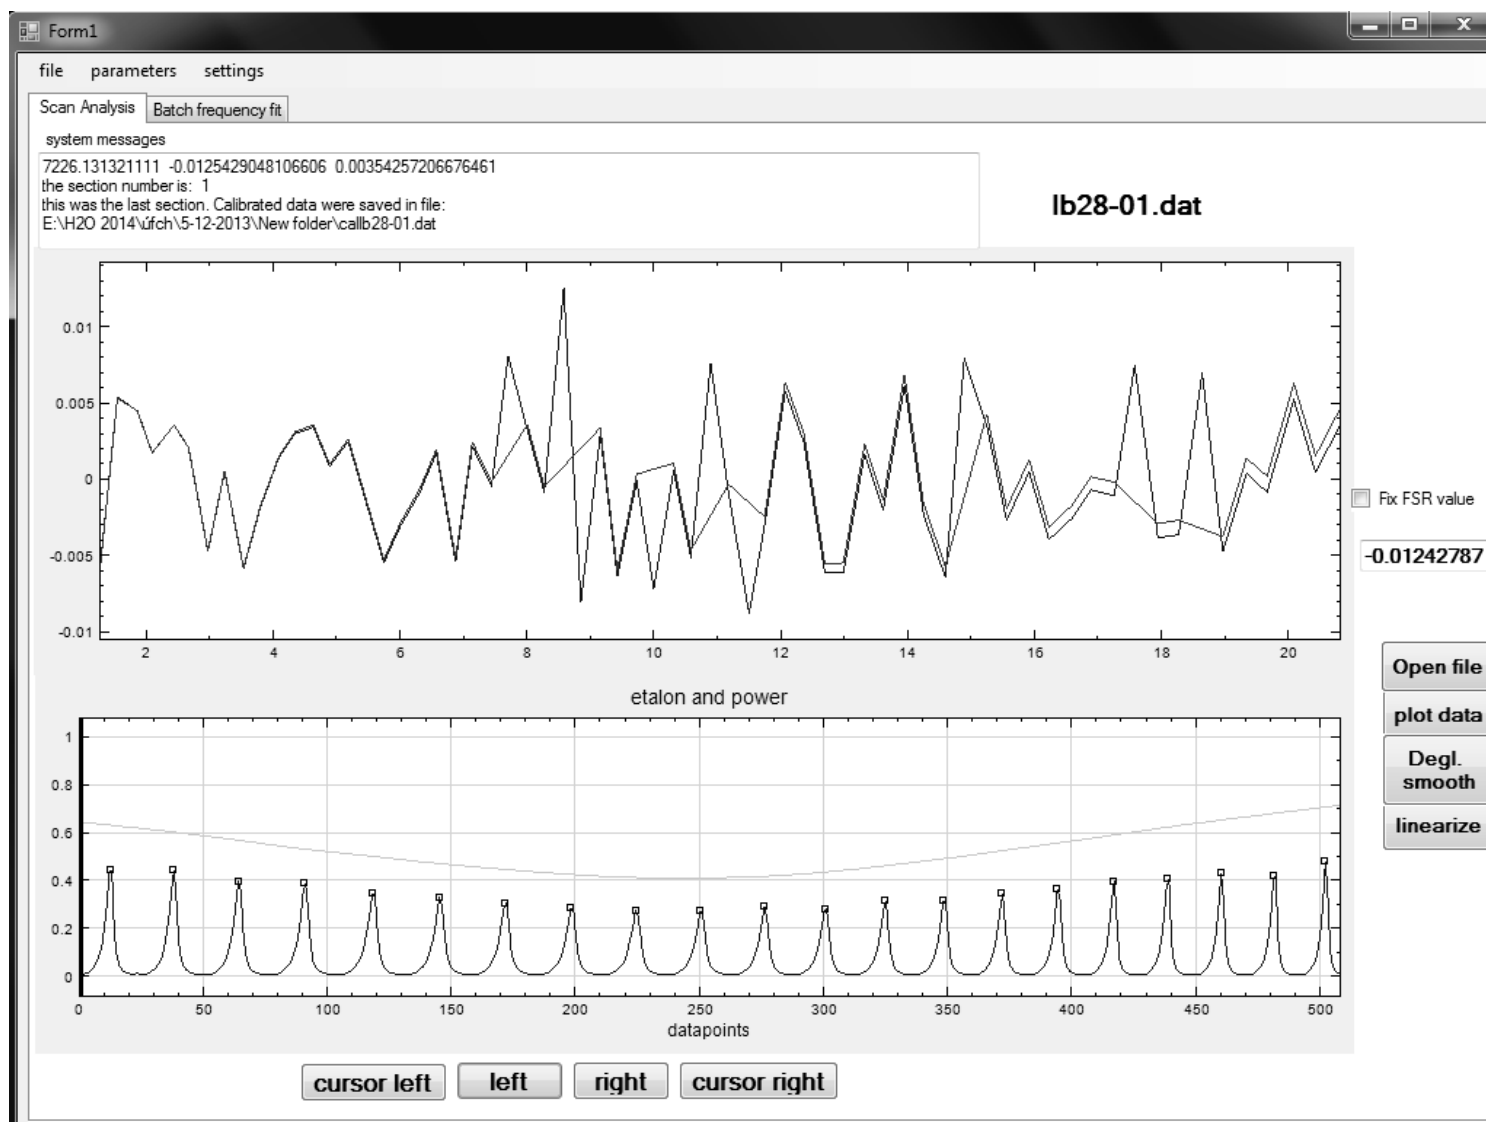 Form1
file parameters settings
Scan Analysis Batch frequency fit
system messages
7226.131321111 -0.0125429048106606 0.00354257206676461
the section number is: 1
this was the last section. Calibrated data were saved in file:
E:\H2O 2014\úfch\5-12-2013\New folder\callb28-01.dat
lb28-01.dat
0.01
0.005
0
-0.005
-0.01
2 4 6 8 10 12 14 16 18 20
Fix FSR value
-0.01242787
Open file
plot data
Degl.
smooth
linearize
etalon and power
1
0.8
0.6
0.4
0.2
0
0 50 100 150 200 250 300 350 400 450 500
datapoints
cursor left left right cursor right